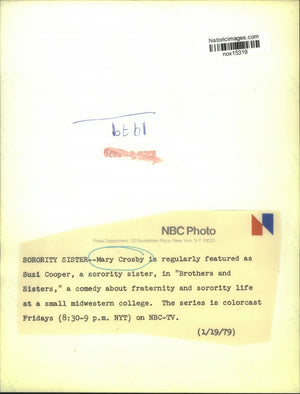 historicimages.com
nox15319
1979
NBC Photo
Press Department / 30 Rockefeller Plaza / New York, N.Y. 10020
SORORITY SISTER--Mary Crosby is regularly featured as
Suzi Cooper, a sorority sister, in "Brothers and
Sisters," a comedy about fraternity and sorority life
at a small midwestern college. The series is colorcast
Fridays (8:30-9 p.m. NYT) on NBC-TV.
(1/19/79)